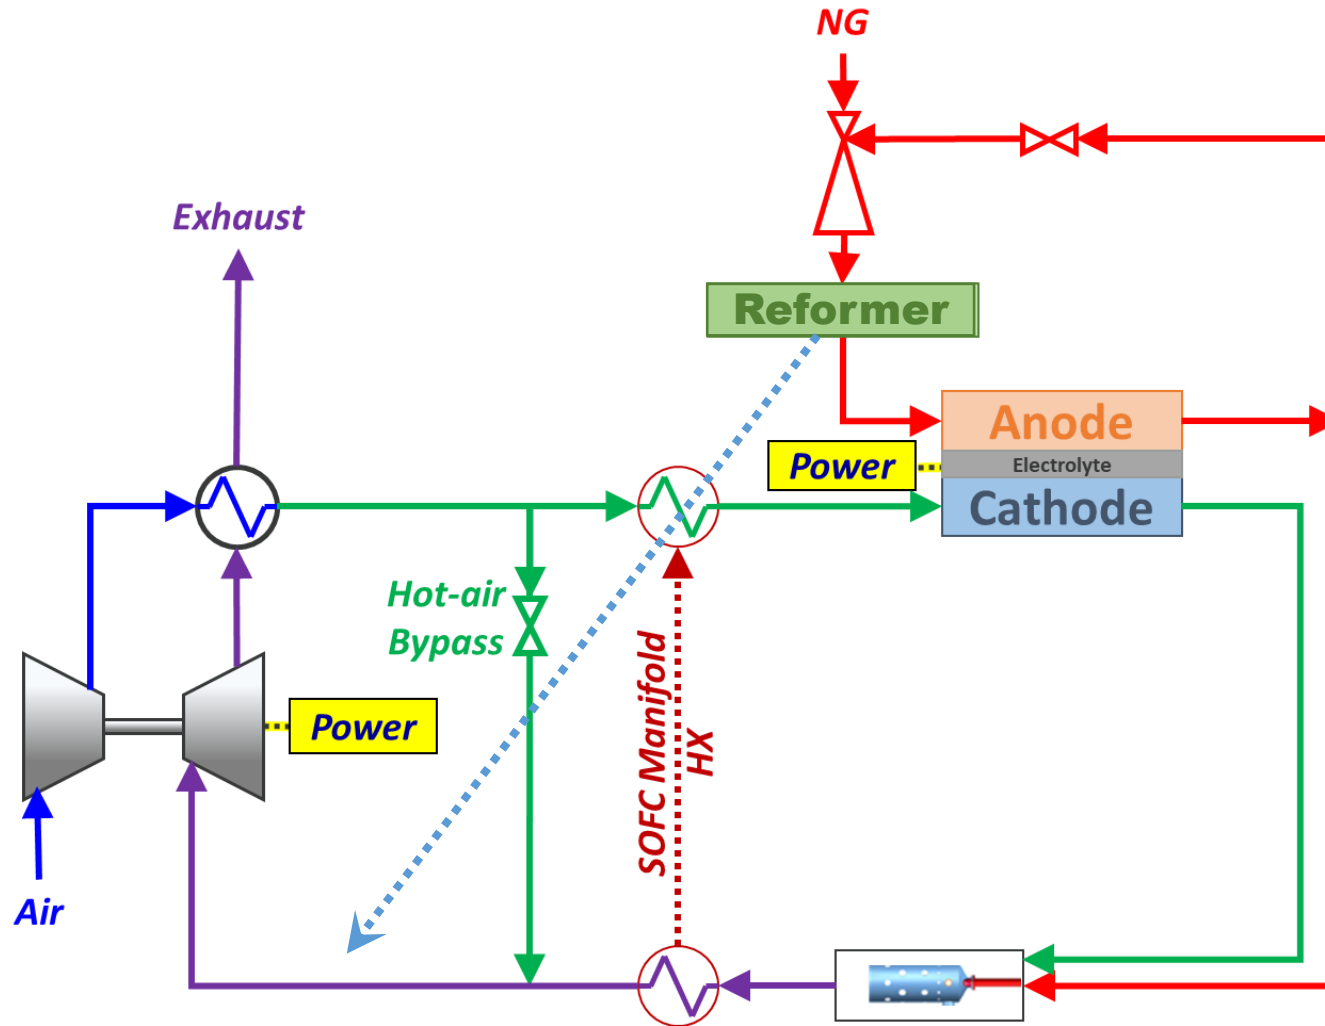 NG
Exhaust
Reformer
Anode
Power
Electrolyte
Cathode
Hot-air
Bypass
SOFC Manifold
HX
Power
Air